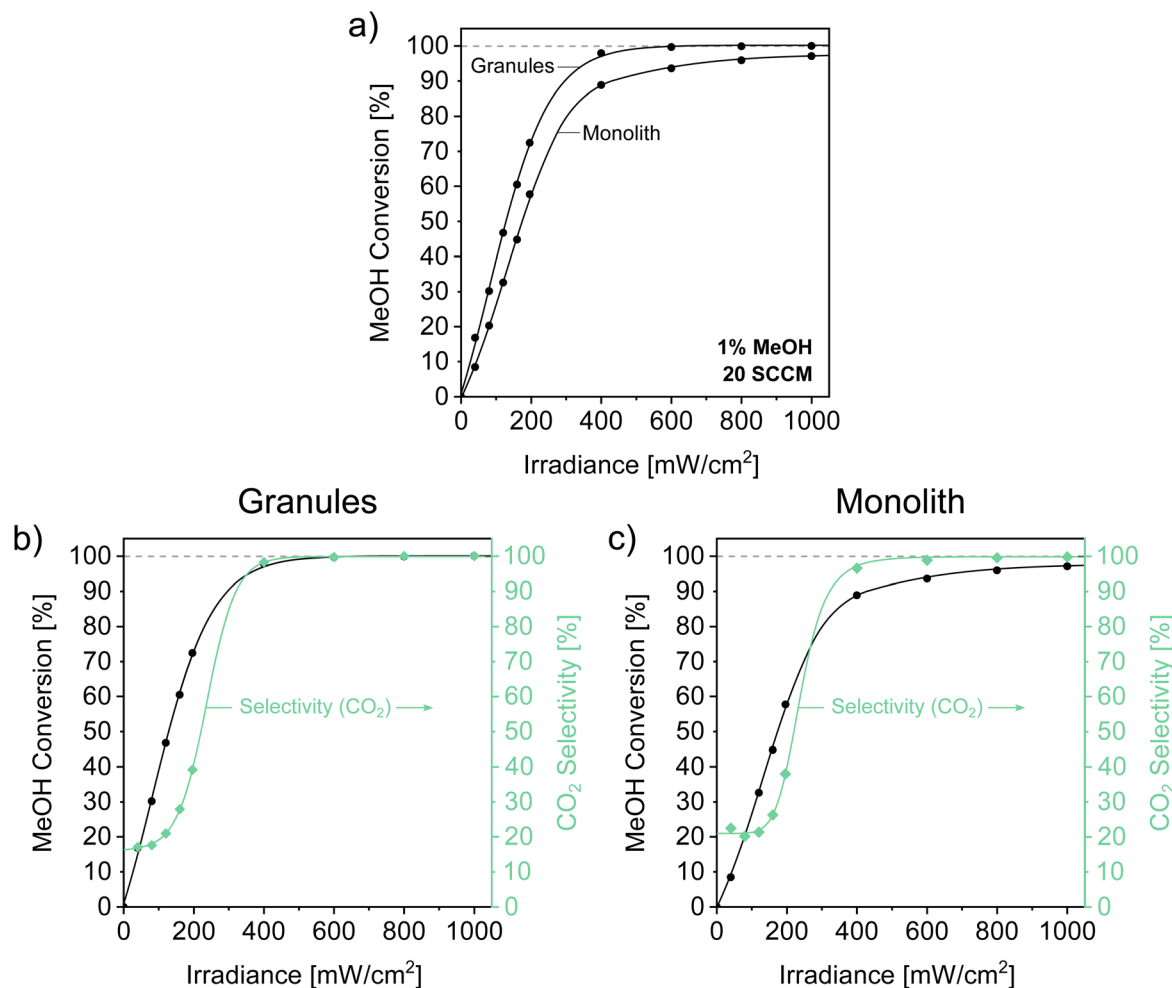 a)
MeOH Conversion [%]
100
90
80
70
60
50
40
30
20
10
0
Granules
Monolith
1% MeOH
20 SCCM
0 200 400 600 800 1000
Irradiance [mW/cm²]
Granules
b)
MeOH Conversion [%]
100
90
80
70
60
50
40
30
20
10
0
Selectivity (CO₂)
100
90
80
70
60
50
40
30
20
10
0
CO₂ Selectivity [%]
0 200 400 600 800 1000
Irradiance [mW/cm²]
Monolith
c)
MeOH Conversion [%]
100
90
80
70
60
50
40
30
20
10
0
Selectivity (CO₂)
100
90
80
70
60
50
40
30
20
10
0
CO₂ Selectivity [%]
0 200 400 600 800 1000
Irradiance [mW/cm²]